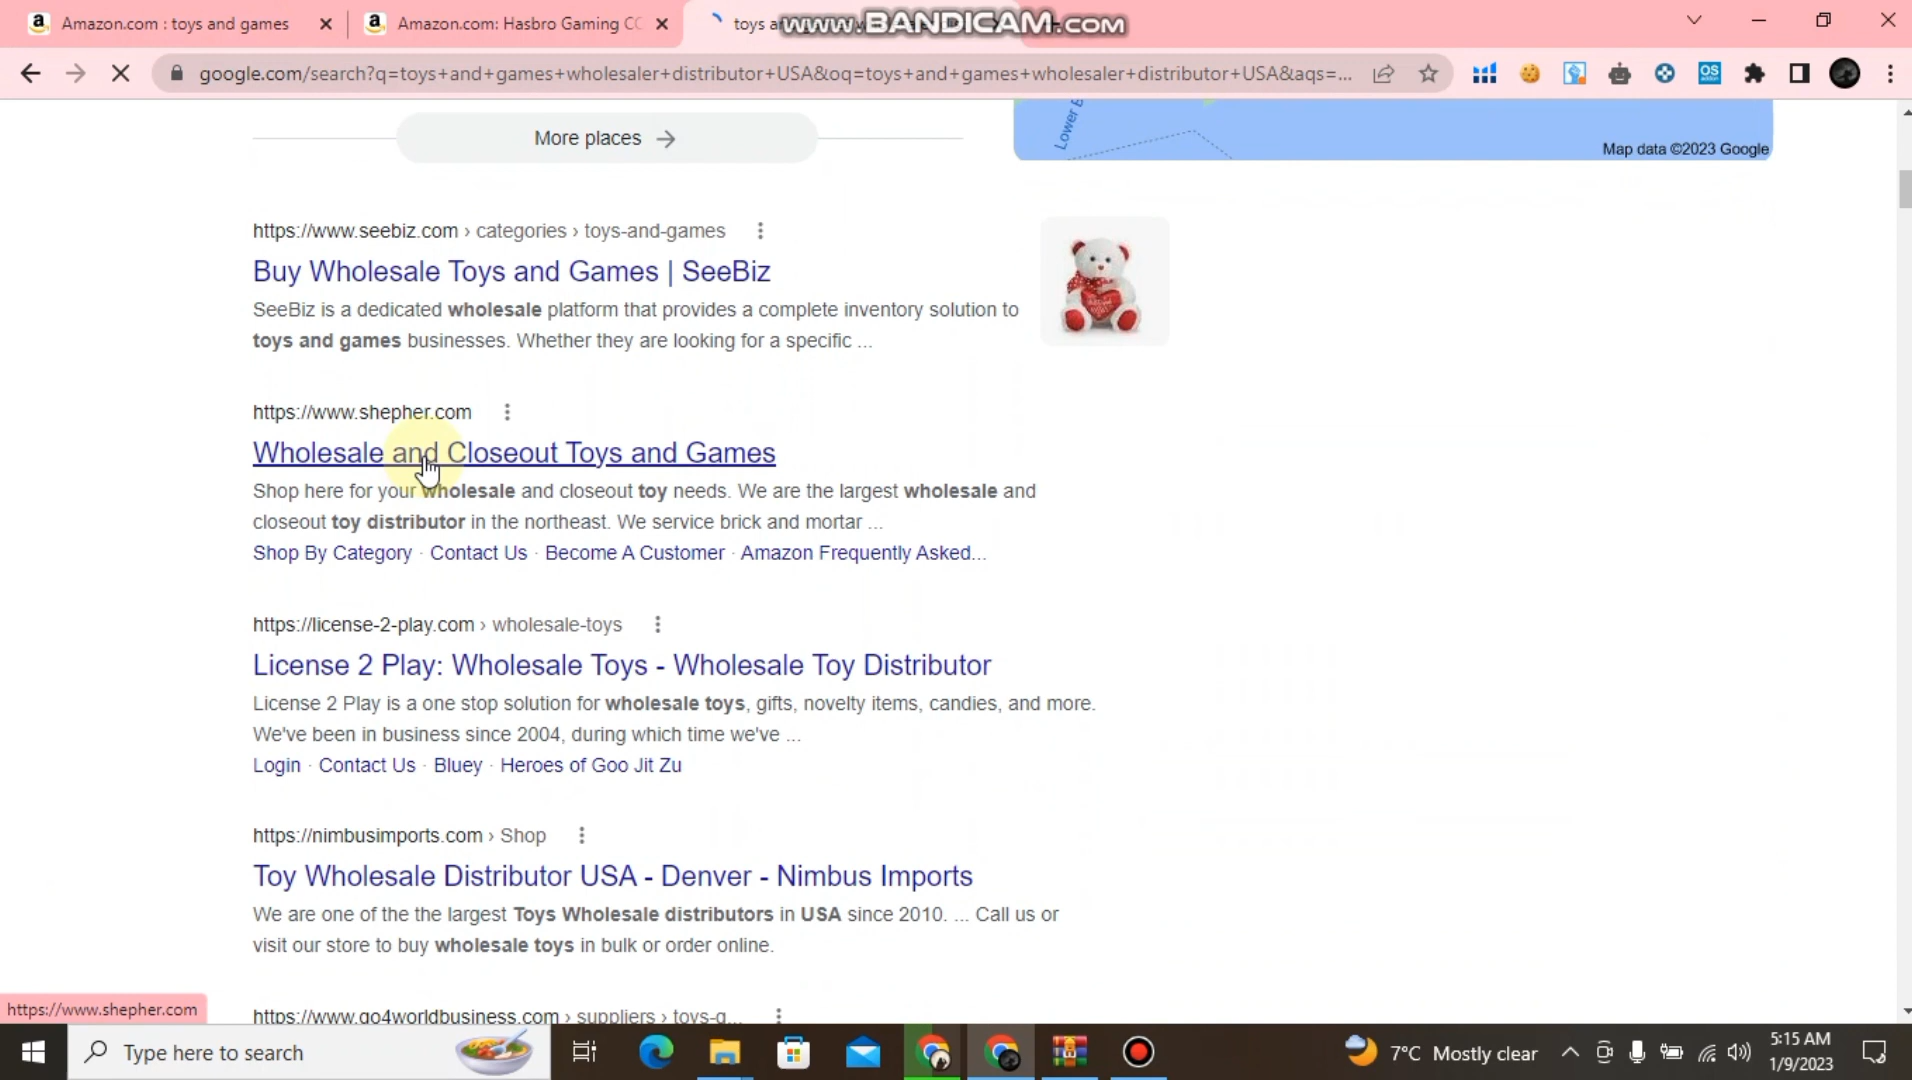 Amazon.com : toys and games
Amazon.com: Hasbro Gaming CC
toys an
www.BANDICAM.com
google.com/search?q=toys+and+games+wholesaler+distributor+USA&oq=toys+and+games+wholesaler+distributor+USA&aqs=...
OS
Lower B
More places →
Map data ©2023 Google
https://www.seebiz.com › categories › toys-and-games
Buy Wholesale Toys and Games | SeeBiz
SeeBiz is a dedicated wholesale platform that provides a complete inventory solution to
toys and games businesses. Whether they are looking for a specific ...
https://www.shepher.com
Wholesale and Closeout Toys and Games
Shop here for your wholesale and closeout toy needs. We are the largest wholesale and
closeout toy distributor in the northeast. We service brick and mortar ...
Shop By Category · Contact Us · Become A Customer · Amazon Frequently Asked...
https://license-2-play.com › wholesale-toys
License 2 Play: Wholesale Toys - Wholesale Toy Distributor
License 2 Play is a one stop solution for wholesale toys, gifts, novelty items, candies, and more.
We've been in business since 2004, during which time we've ...
Login · Contact Us · Bluey · Heroes of Goo Jit Zu
https://nimbusimports.com › Shop
Toy Wholesale Distributor USA - Denver - Nimbus Imports
We are one of the the largest Toys Wholesale distributors in USA since 2010. ... Call us or
visit our store to buy wholesale toys in bulk or order online.
https://www.shepher.com
https://www.go4worldbusiness.com › suppliers › toys-g...
Type here to search
7°C Mostly clear
5:15 AM
1/9/2023